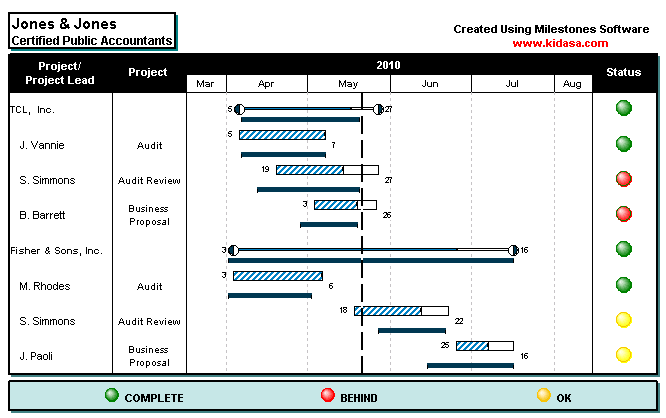 Jones & Jones
Certified Public Accountants
Created Using Milestones Software
www.kidasa.com
Project/
Project Lead
Project
2010
Status
Mar
Apr
May
Jun
Jul
Aug
TCL, Inc.
5
27
J. Vannie
Audit
5
7
S. Simmons
Audit Review
19
27
B. Barrett
Business
Proposal
3
26
Fisher & Sons, Inc.
3
16
M. Rhodes
Audit
3
6
S. Simmons
Audit Review
18
22
J. Paoli
Business
Proposal
25
16
COMPLETE
BEHIND
OK